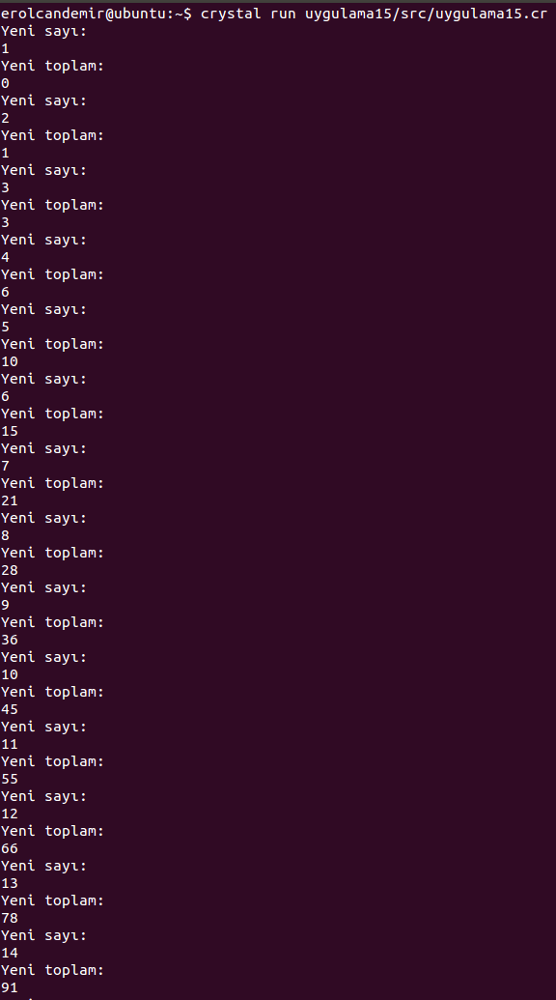 erolcandemir@ubuntu:~$ crystal run uygulama15/src/uygulama15.cr
Yeni sayı:
1
Yeni toplam:
0
Yeni sayı:
2
Yeni toplam:
1
Yeni sayı:
3
Yeni toplam:
3
Yeni sayı:
4
Yeni toplam:
6
Yeni sayı:
5
Yeni toplam:
10
Yeni sayı:
6
Yeni toplam:
15
Yeni sayı:
7
Yeni toplam:
21
Yeni sayı:
8
Yeni toplam:
28
Yeni sayı:
9
Yeni toplam:
36
Yeni sayı:
10
Yeni toplam:
45
Yeni sayı:
11
Yeni toplam:
55
Yeni sayı:
12
Yeni toplam:
66
Yeni sayı:
13
Yeni toplam:
78
Yeni sayı:
14
Yeni toplam:
91